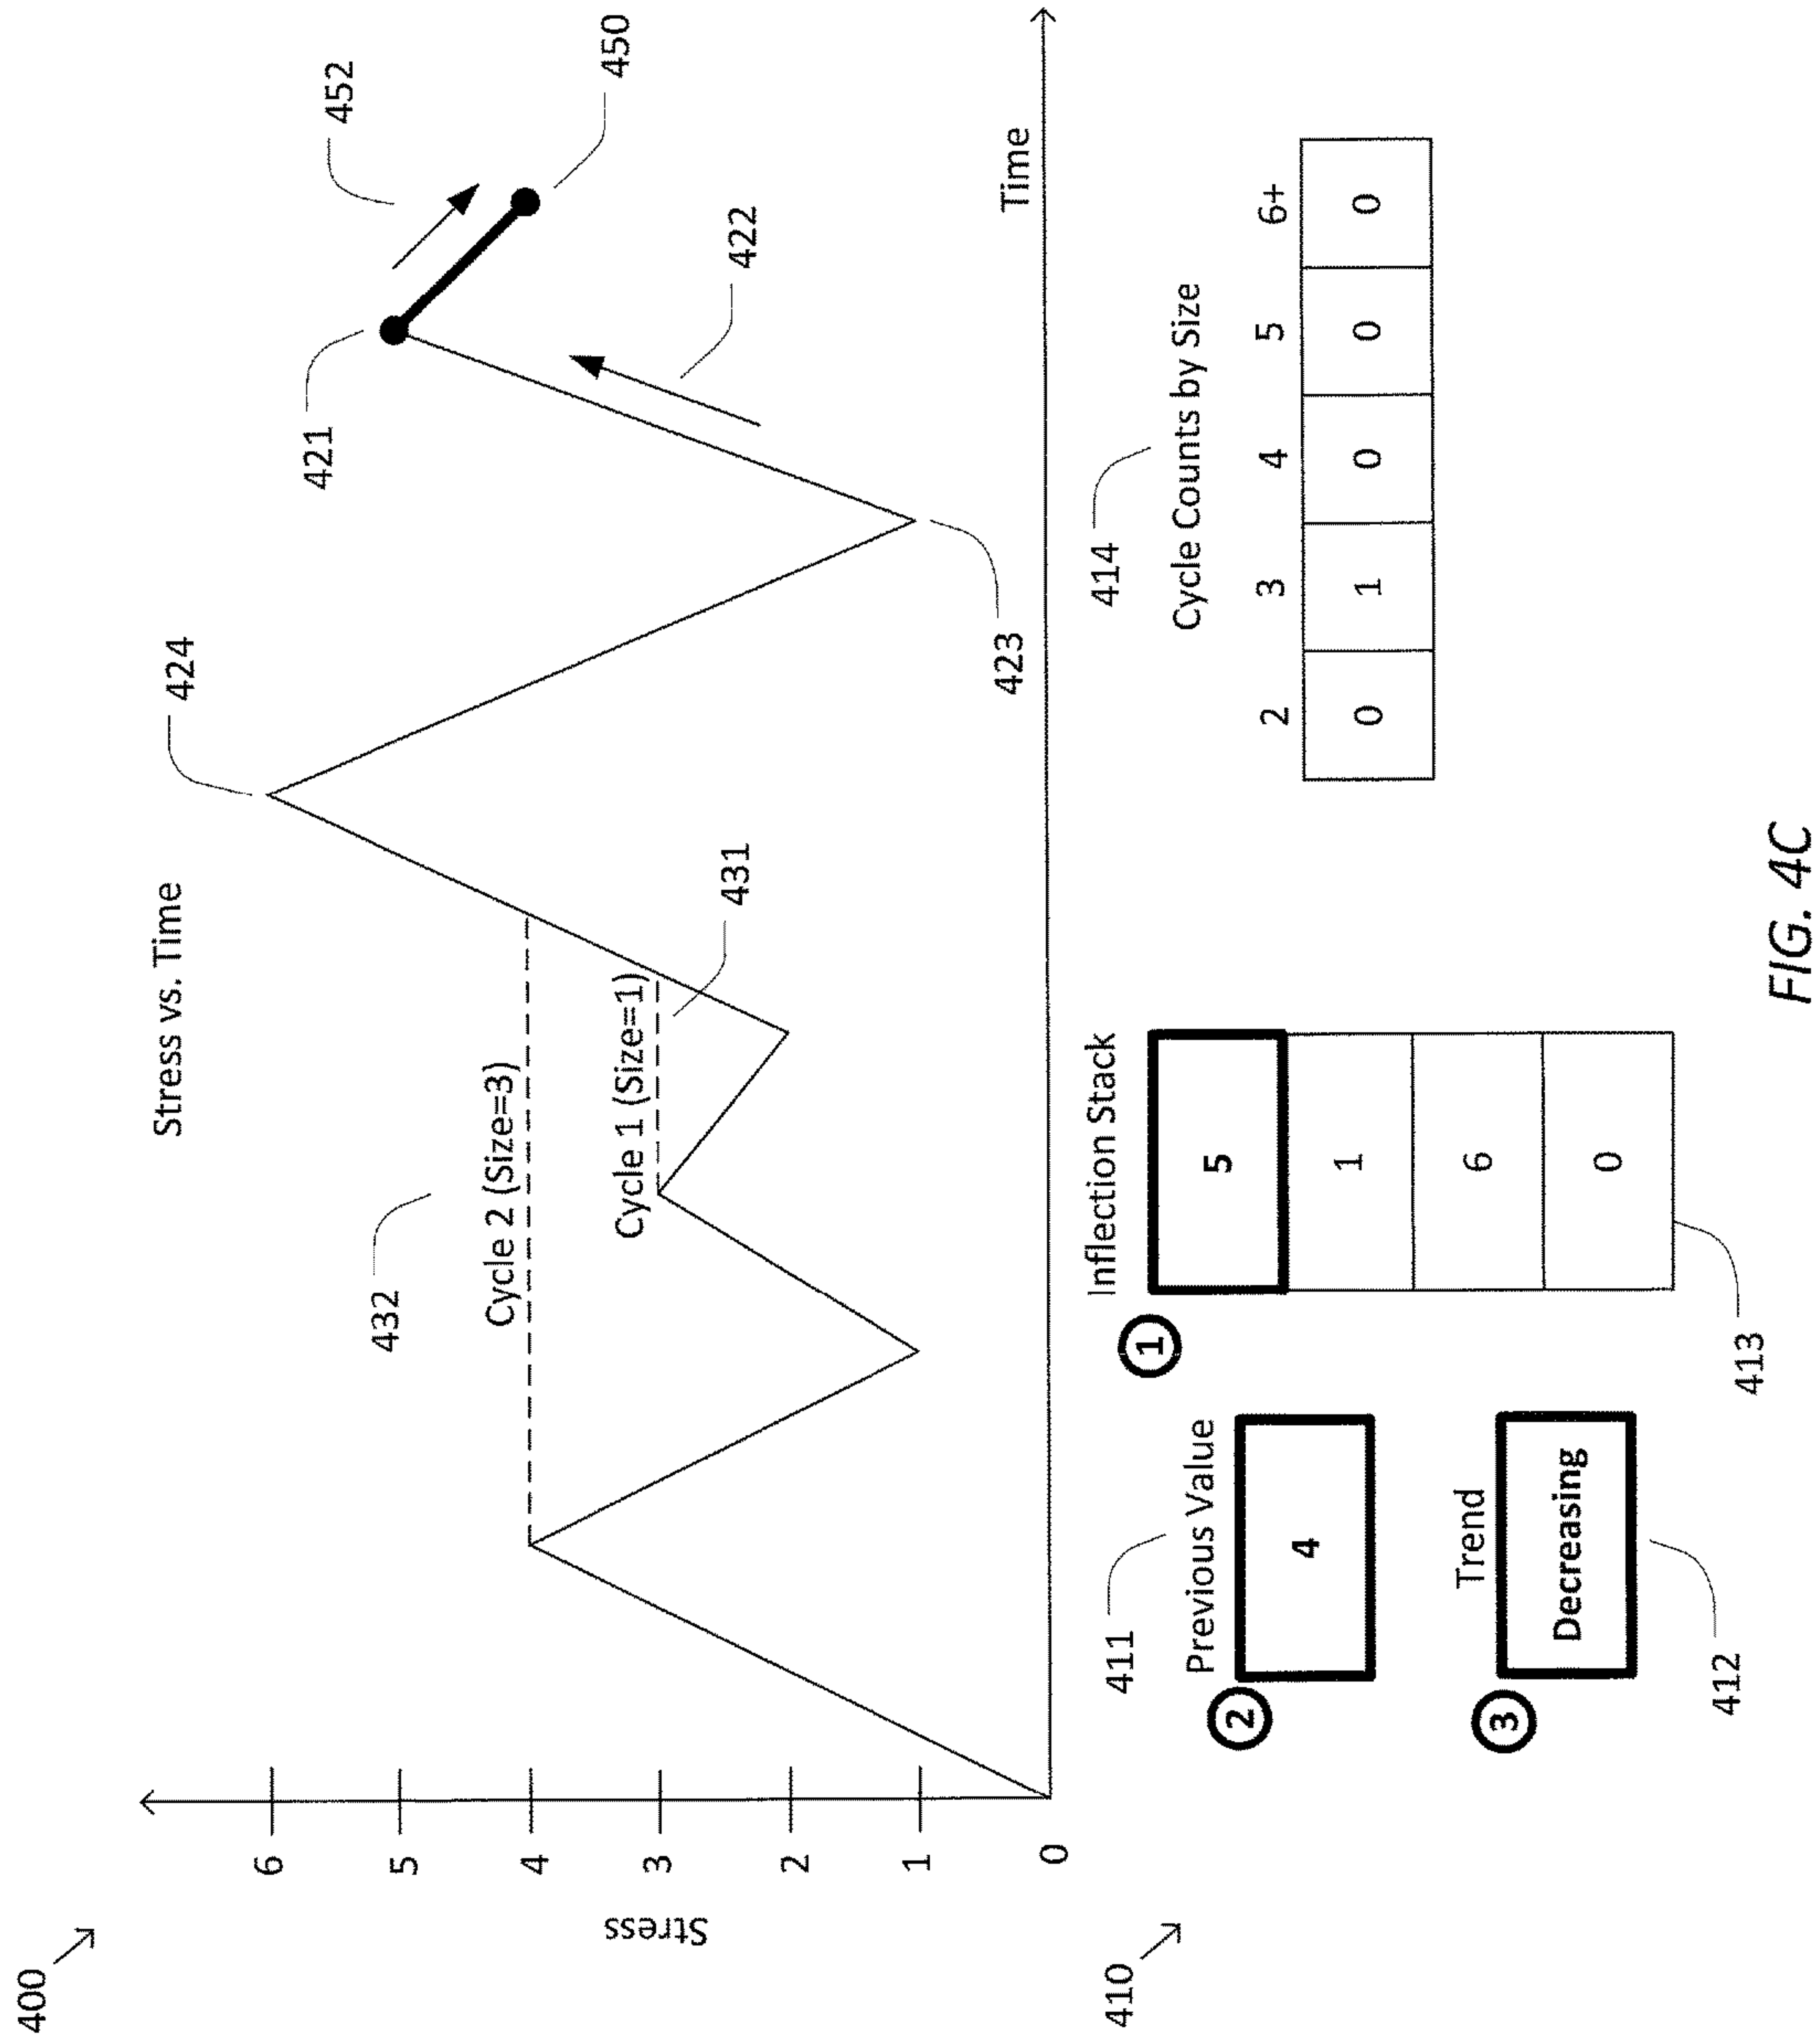 400
Stress vs. Time
424
452
421
450
6
5
432
4
Cycle 2 (Size=3)
422
Stress
3
Cycle 1 (Size=1)
431
2
1
423
0
Time
410
411
Previous Value
2
4
Trend
3
Decreasing
412
1
Inflection Stack
5
1
6
0
413
414
Cycle Counts by Size
2 3 4 5 6+
0 1 0 0 0
FIG. 4C